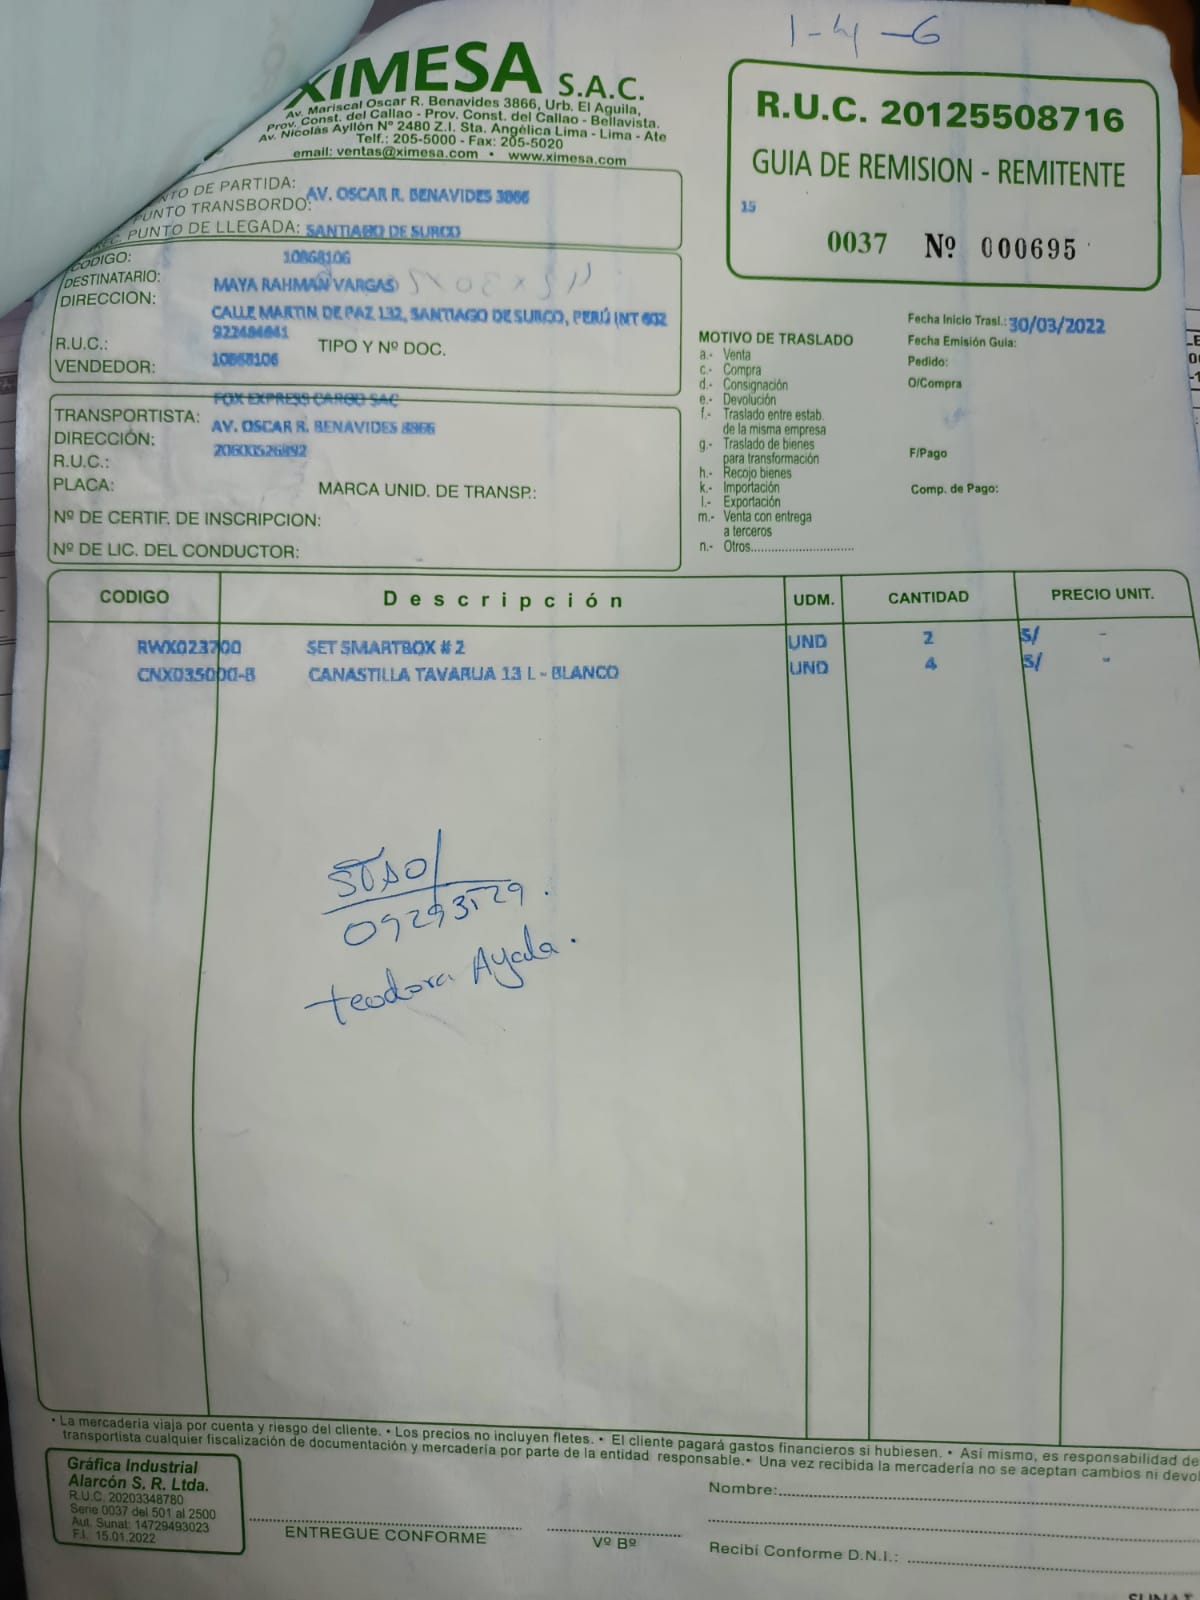 1-4-6
XIMESA S.A.C.
Av. Mariscal Oscar R. Benavides 3866, Urb. El Aguila,
Prov. Const. del Callao - Prov. Const. del Callao - Bellavista.
Av. Nicolás Ayllón Nº 2480 Z.I. Sta. Angélica Lima - Lima - Ate
Telf.: 205-5000 - Fax: 205-5020
email: ventas@ximesa.com • www.ximesa.com
R.U.C. 20125508716
GUIA DE REMISION - REMITENTE
15
0037 Nº 000695
NTO DE PARTIDA: AV. OSCAR R. BENAVIDES 3866
PUNTO TRANSBORDO:
PUNTO DE LLEGADA: SANTIAGO DE SURCO
CODIGO: 10868106
DESTINATARIO: MAYA RAHMAN VARGAS
DIRECCION: CALLE MARTIN DE PAZ 132, SANTIAGO DE SURCO, PERÚ INT 602
922484841
R.U.C.: TIPO Y Nº DOC.
VENDEDOR: 10868106
FOX EXPRESS CARGO SAC
TRANSPORTISTA: AV. OSCAR R. BENAVIDES 3866
DIRECCIÓN: 20600526892
R.U.C.:
PLACA: MARCA UNID. DE TRANSP.:
Nº DE CERTIF. DE INSCRIPCION:
Nº DE LIC. DEL CONDUCTOR:
MOTIVO DE TRASLADO
a.- Venta
c.- Compra
d.- Consignación
e.- Devolución
f.- Traslado entre estab.
de la misma empresa
g.- Traslado de bienes
para transformación
h.- Recojo bienes
k.- Importación
l.- Exportación
m.- Venta con entrega
a terceros
n.- Otros..............................
Fecha Inicio Trasl.: 30/03/2022
Fecha Emisión Guia:
Pedido:
O/Compra
F/Pago
Comp. de Pago:
CODIGO Descripción UDM. CANTIDAD PRECIO UNIT.
RWX023700 SET SMARTBOX # 2 UND 2 S/ -
CNX035000-B CANASTILLA TAVARUA 13 L - BLANCO UND 4 S/ -
09293529.
Teodora Ayala.
• La mercadería viaja por cuenta y riesgo del cliente. • Los precios no incluyen fletes. • El cliente pagará gastos financieros si hubiesen. • Asi mismo, es responsabilidad de
transportista cualquier fiscalización de documentación y mercadería por parte de la entidad responsable.• Una vez recibida la mercadería no se aceptan cambios ni devol
Gráfica Industrial
Alarcón S. R. Ltda.
R.U.C. 20203348780
Serie 0037 del 501 al 2500
Aut. Sunat: 14729493023
F.I. 15.01.2022
ENTREGUE CONFORME
Vº Bº
Nombre:
Recibí Conforme D.N.I.: